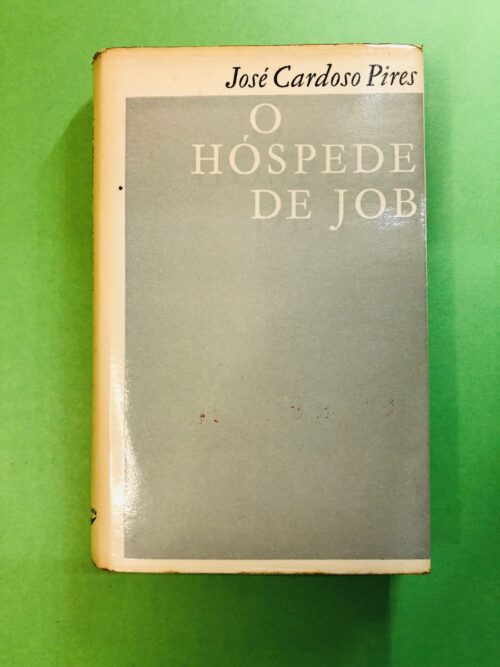 José Cardoso Pires
O
HÓSPEDE
DE JOB